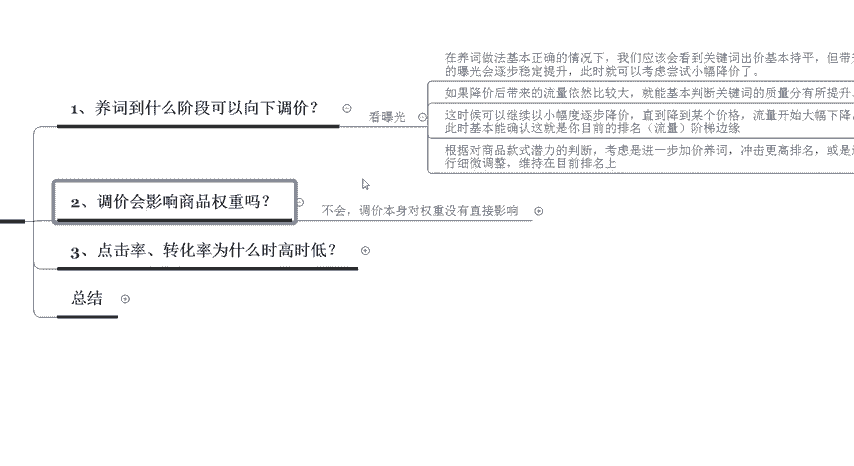 在养词做法基本正确的情况下，我们应该会看到关键词出价基本持平，但带来
的曝光会逐步稳定提升，此时就可以考虑尝试小幅降价了。
1、养词到什么阶段可以向下调价？
看曝光
如果降价后带来的流量依然比较大，就能基本判断关键词的质量分有所提升
这时候可以继续以小幅度逐步降价，直到降到某个价格，流量开始大幅下降，
此时基本能确认这就是你目前的排名（流量）阶梯边缘
根据对商品款式潜力的判断，考虑是进一步加价养词，冲击更高排名，或是
行细微调整，维持在目前排名上
2、调价会影响商品权重吗？
不会，调价本身对权重没有直接影响
3、点击率、转化率为什么时高时低？
总结